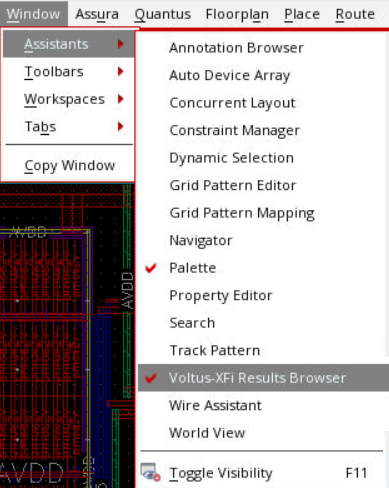 Window Assura Quantus Floorplan Place Route
Assistants
Toolbars
Workspaces
Tabs
Copy Window
Annotation Browser
Auto Device Array
Concurrent Layout
Constraint Manager
Dynamic Selection
Grid Pattern Editor
Grid Pattern Mapping
Navigator
Palette
Property Editor
Search
Track Pattern
Voltus-XFi Results Browser
Wire Assistant
World View
Toggle Visibility F11
AVDD
AVDD
AVDD